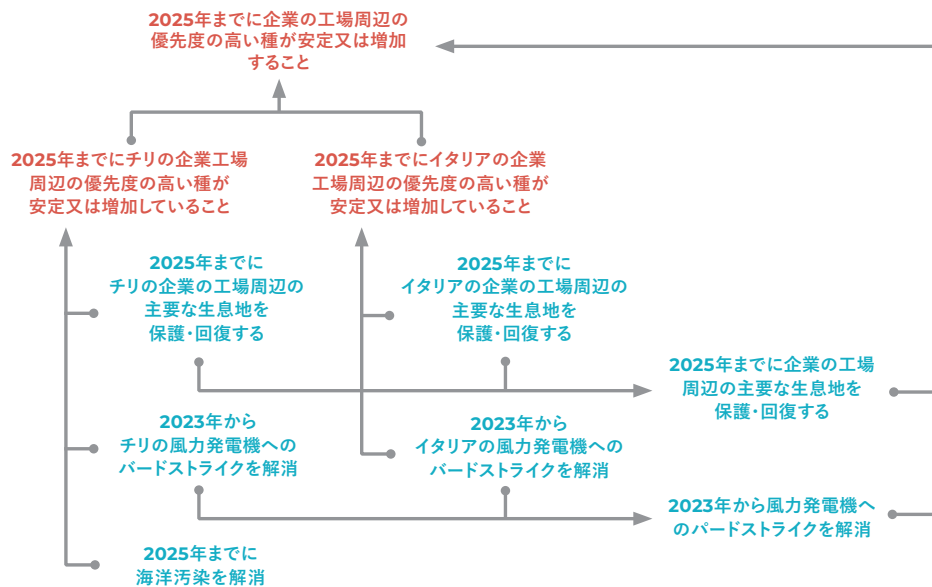 2025年までに企業の工場周辺の
優先度の高い種が安定又は増加
すること
2025年までにチリの企業工場
周辺の優先度の高い種が
安定又は増加していること
2025年までにイタリアの企業
工場周辺の優先度の高い種が
安定又は増加していること
2025年までに
チリの企業の工場周辺の
主要な生息地を
保護・回復する
2025年までに
イタリアの企業の工場周辺の
主要な生息地を
保護・回復する
2025年までに企業の工場
周辺の主要な生息地を
保護・回復する
2023年から
チリの風力発電機への
バードストライクを解消
2023年から
イタリアの風力発電機への
バードストライクを解消
2023年から風力発電機へ
のパードストライクを解消
2025年までに
海洋汚染を解消